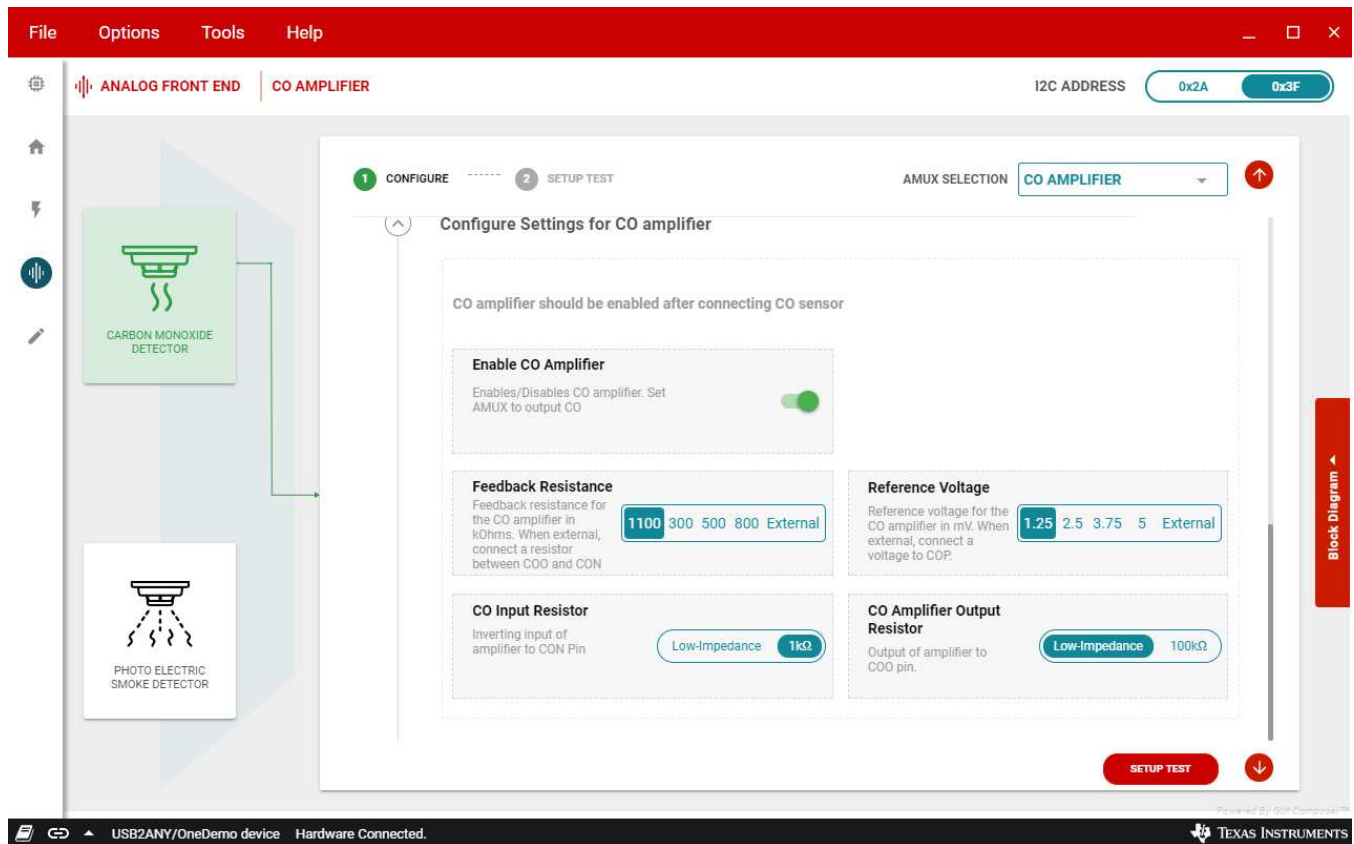 File Options Tools Help
ANALOG FRONT END CO AMPLIFIER I2C ADDRESS 0x2A 0x3F
1 CONFIGURE 2 SETUP TEST AMUX SELECTION CO AMPLIFIER
Configure Settings for CO amplifier
CO amplifier should be enabled after connecting CO sensor
CARBON MONOXIDE
DETECTOR
Enable CO Amplifier
Enables/Disables CO amplifier. Set
AMUX to output CO
Feedback Resistance
Feedback resistance for
the CO amplifier in
kOhms. When external,
connect a resistor
between COO and CON
1100 300 500 800 External
Reference Voltage
Reference voltage for the
CO amplifier in mV. When
external, connect a
voltage to COP.
1.25 2.5 3.75 5 External
Block Diagram
CO Input Resistor
Inverting input of
amplifier to CON Pin
Low-Impedance 1kΩ
CO Amplifier Output
Resistor
Output of amplifier to
COO pin.
Low-Impedance 100kΩ
PHOTO ELECTRIC
SMOKE DETECTOR
SETUP TEST
Powered By GUI Composer™
USB2ANY/OneDemo device Hardware Connected. TEXAS INSTRUMENTS